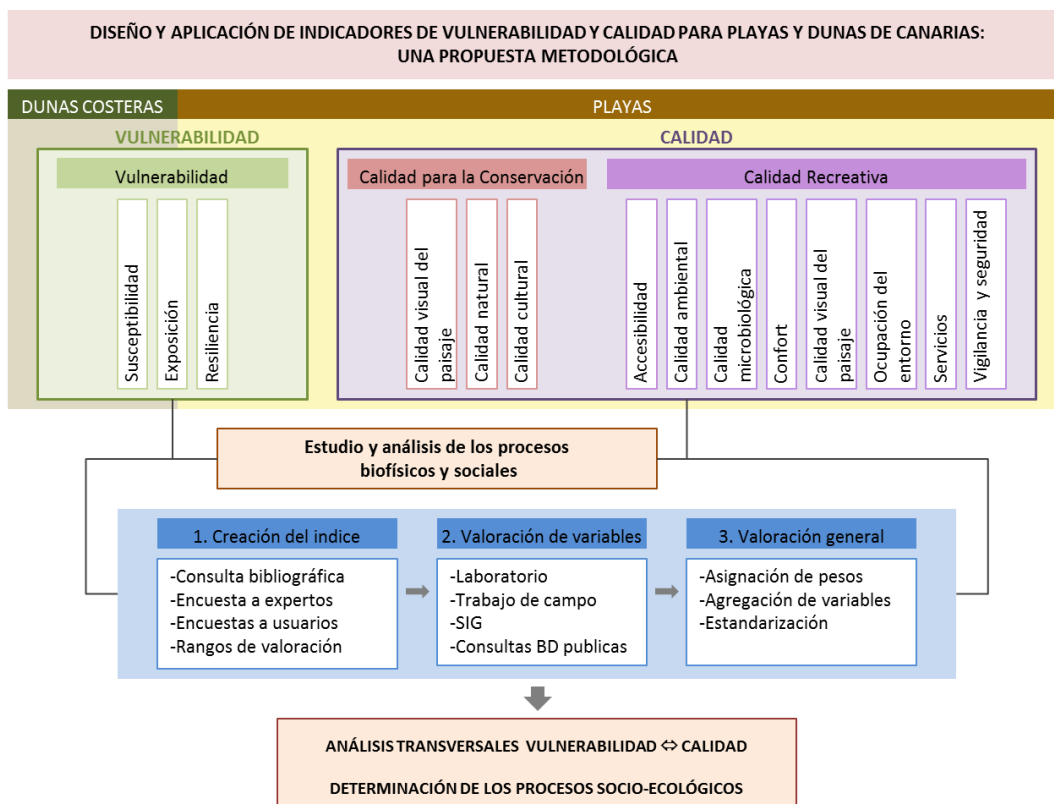 DISEÑO Y APLICACIÓN DE INDICADORES DE VULNERABILIDAD Y CALIDAD PARA PLAYAS Y DUNAS DE CANARIAS:
UNA PROPUESTA METODOLÓGICA
DUNAS COSTERAS
PLAYAS
VULNERABILIDAD
CALIDAD
Vulnerabilidad
Calidad para la Conservación
Calidad Recreativa
Susceptibilidad
Exposición
Resiliencia
Calidad visual del
paisaje
Calidad natural
Calidad cultural
Accesibilidad
Calidad ambiental
Calidad
microbiológica
Confort
Calidad visual del
paisaje
Ocupación del
entorno
Servicios
Vigilancia y seguridad
Estudio y análisis de los procesos
biofísicos y sociales
1. Creación del indice
-Consulta bibliográfica
-Encuesta a expertos
-Encuestas a usuarios
-Rangos de valoración
2. Valoración de variables
-Laboratorio
-Trabajo de campo
-SIG
-Consultas BD publicas
3. Valoración general
-Asignación de pesos
-Agregación de variables
-Estandarización
ANÁLISIS TRANSVERSALES VULNERABILIDAD ⇔ CALIDAD
DETERMINACIÓN DE LOS PROCESOS SOCIO-ECOLÓGICOS